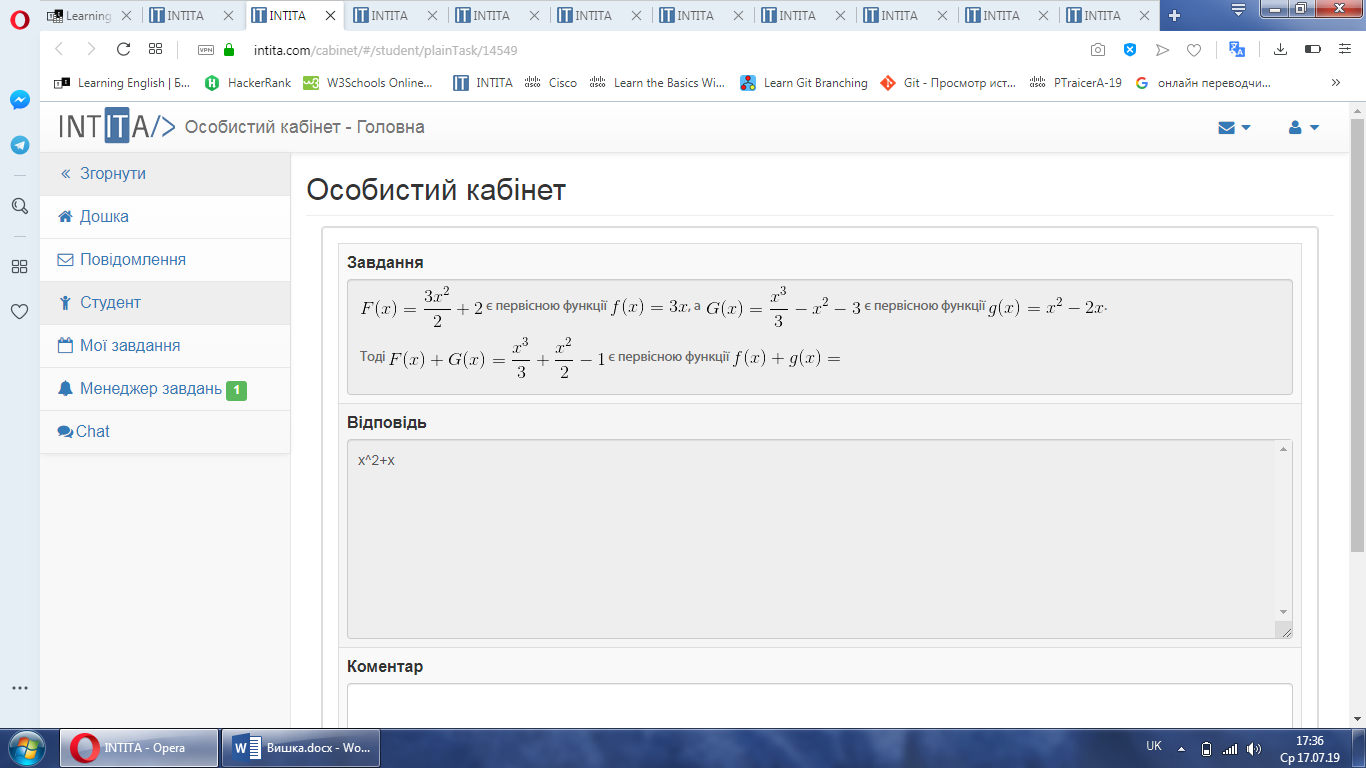 Learning INTITA INTITA INTITA INTITA INTITA INTITA INTITA INTITA INTITA INTITA
VPN intita.com/cabinet/#/student/plainTask/14549
Learning English | Б... HackerRank W3Schools Online... INTITA Cisco Learn the Basics Wi... Learn Git Branching Git - Просмотр ист... PTraicerA-19 онлайн переводчи... »
INTITA/> Особистий кабінет - Головна
« Згорнути
Дошка
Повідомлення
Студент
Мої завдання
Менеджер завдань 1
Chat
Особистий кабінет
Завдання
F(x) = 3x^2/2 + 2 є первісною функції f(x) = 3x, а G(x) = x^3/3 − x^2 − 3 є первісною функції g(x) = x^2 − 2x.
Тоді F(x) + G(x) = x^3/3 + x^2/2 − 1 є первісною функції f(x) + g(x) =
Відповідь
x^2+x
Коментар
INTITA - Opera Вишка.docx - Wo... UK 17:36
Ср 17.07.19